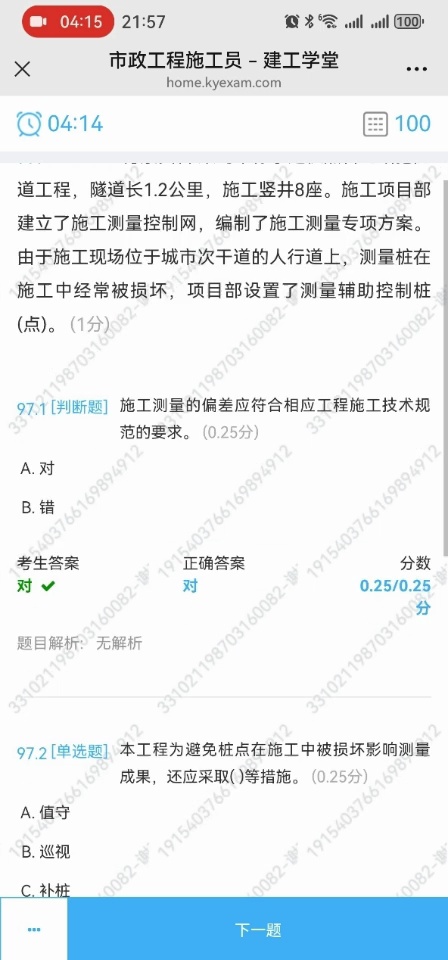 04:15 21:57 100
市政工程施工员 – 建工学堂
home.kyexam.com
04:14 100
道工程，隧道长1.2公里，施工竖井8座。施工项目部
建立了施工测量控制网，编制了施工测量专项方案。
由于施工现场位于城市次干道的人行道上，测量桩在
施工中经常被损坏，项目部设置了测量辅助控制桩
(点)。(1分)
97.1 [判断题] 施工测量的偏差应符合相应工程施工技术规
范的要求。(0.25分)
A. 对
B. 错
考生答案 正确答案 分数
对 对 0.25/0.25
分
题目解析： 无解析
97.2 [单选题] 本工程为避免桩点在施工中被损坏影响测量
成果，还应采取( )等措施。(0.25分)
A. 值守
B. 巡视
C. 补桩
下一题